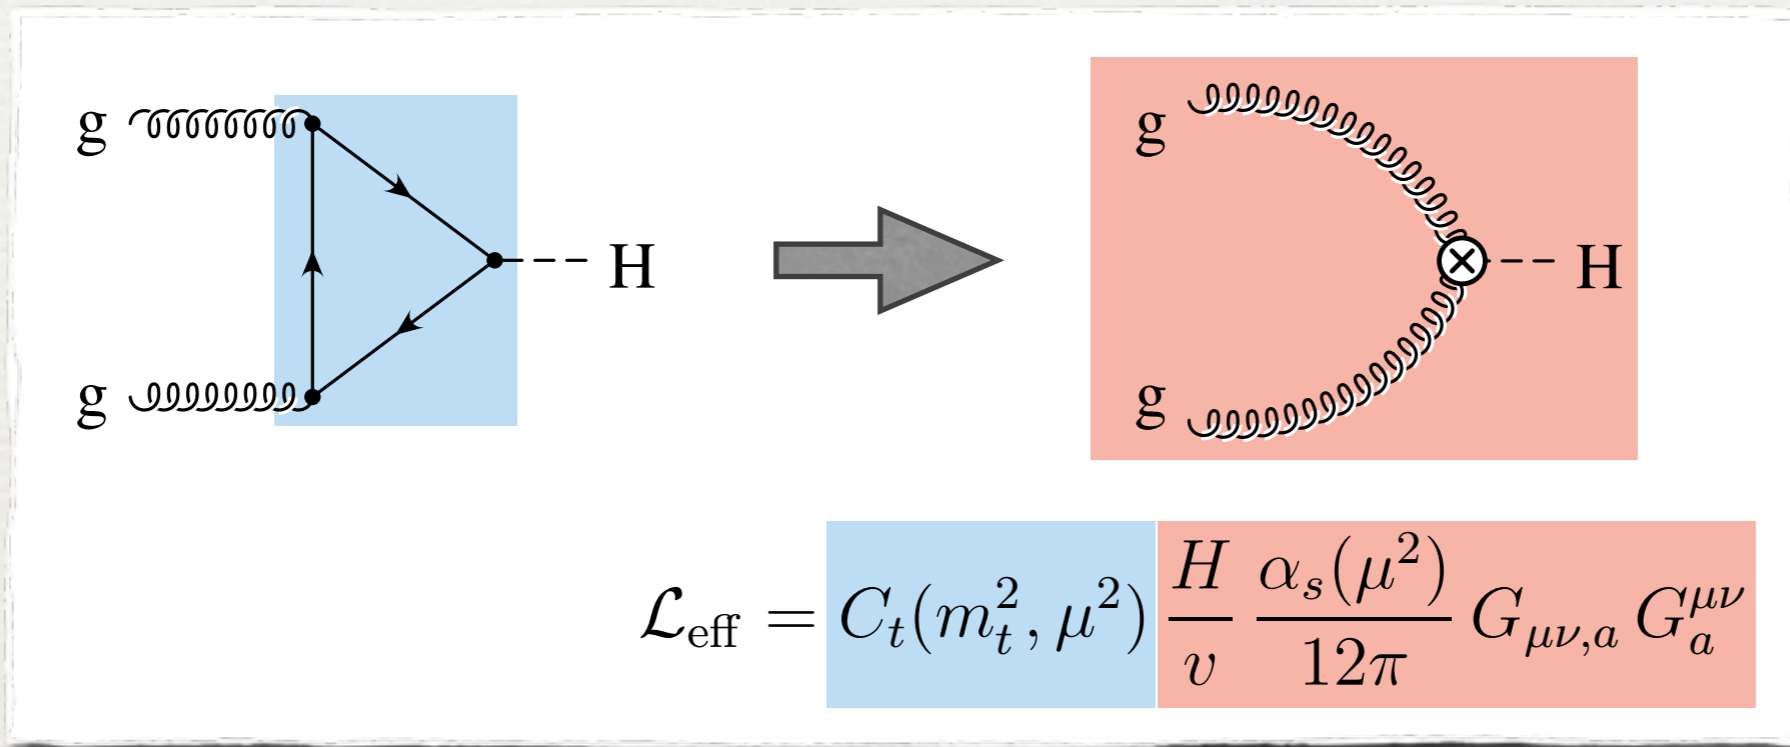 g
H
g
g
H
g
ℒ_eff = C_t(m_t^2, μ^2) H/v α_s(μ^2)/12π G_{μν,a} G_a^{μν}